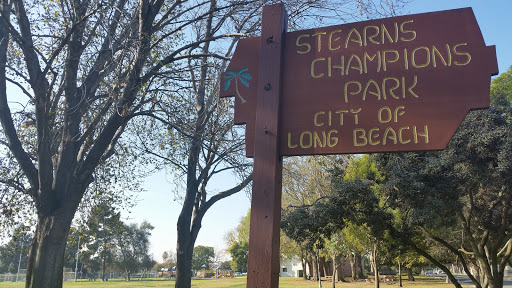 STEARNS
CHAMPIONS
PARK
CITY OF
LONG BEACH